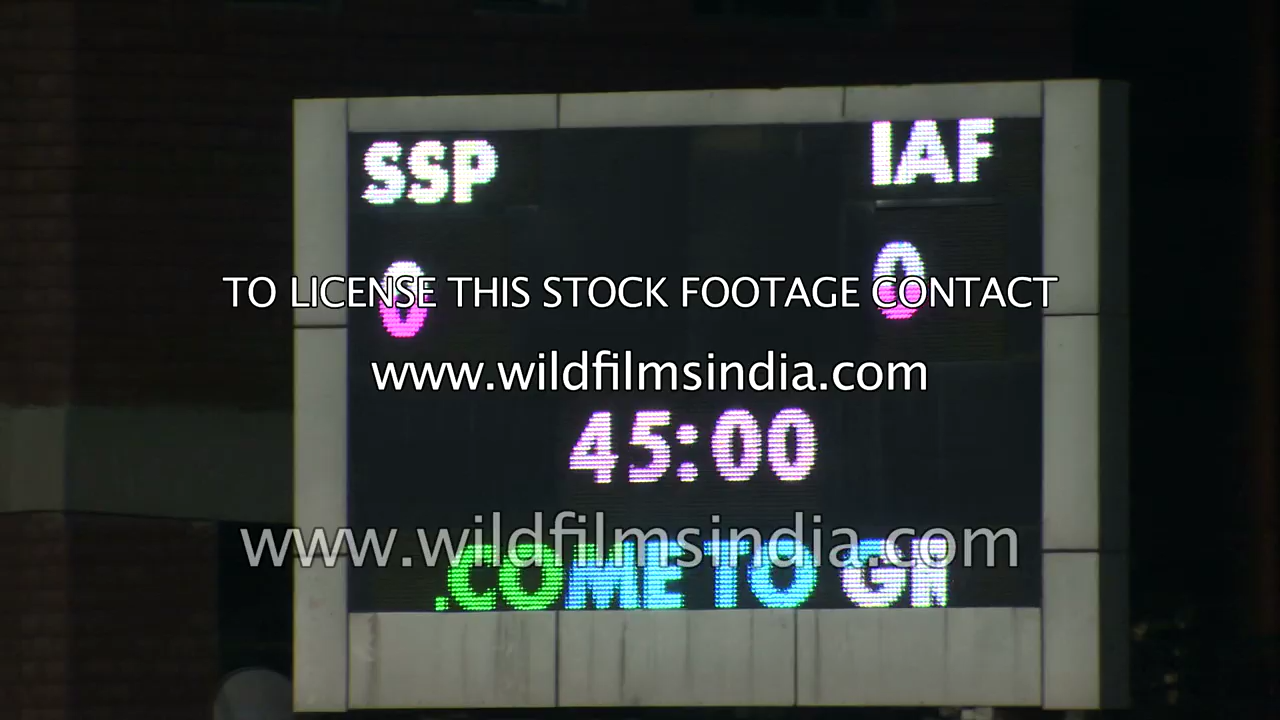 SSP IAF
0 0
TO LICENSE THIS STOCK FOOTAGE CONTACT
www.wildfilmsindia.com
45:00
www.wildfilmsindia.com
.COME TO